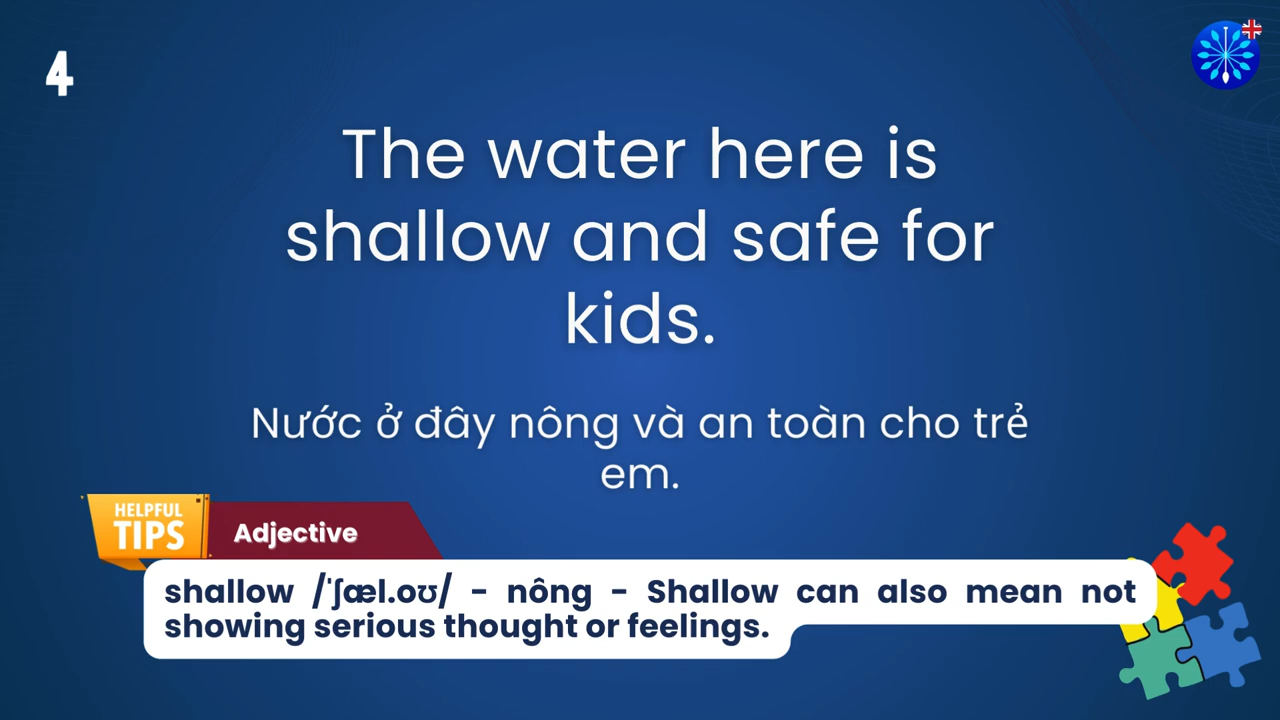 4
The water here is
shallow and safe for
kids.
Nước ở đây nông và an toàn cho trẻ
em.
HELPFUL
TIPS
Adjective
shallow /ˈʃæl.oʊ/ - nông - Shallow can also mean not
showing serious thought or feelings.